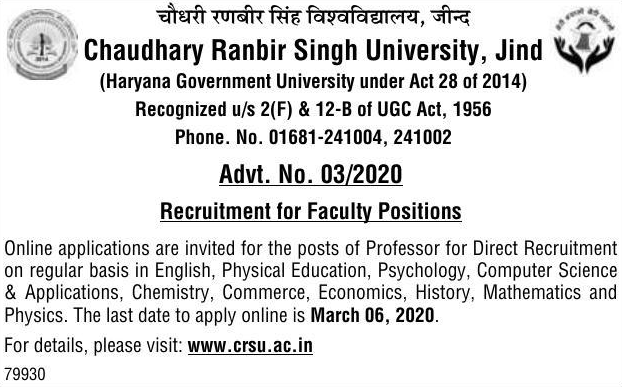 चौधरी रणबीर सिंह विश्वविद्यालय, जीन्द
Chaudhary Ranbir Singh University, Jind
(Haryana Government University under Act 28 of 2014)
Recognized u/s 2(F) & 12-B of UGC Act, 1956
Phone. No. 01681-241004, 241002
Advt. No. 03/2020
Recruitment for Faculty Positions
Online applications are invited for the posts of Professor for Direct Recruitment
on regular basis in English, Physical Education, Psychology, Computer Science
& Applications, Chemistry, Commerce, Economics, History, Mathematics and
Physics. The last date to apply online is March 06, 2020.
For details, please visit: www.crsu.ac.in
79930